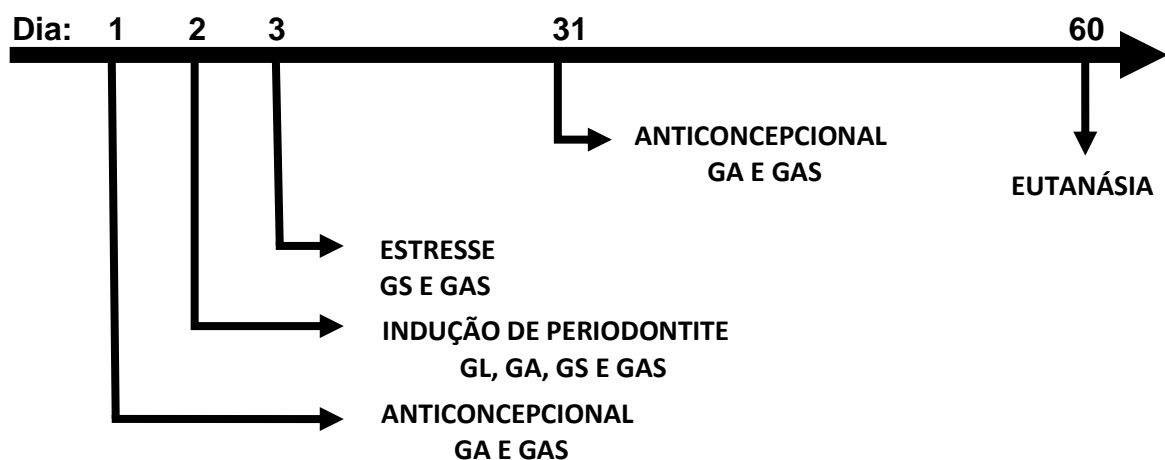 Dia: 1 2 3 31 60
ANTICONCEPCIONAL
GA E GAS
EUTANÁSIA
ESTRESSE
GS E GAS
INDUÇÃO DE PERIODONTITE
GL, GA, GS E GAS
ANTICONCEPCIONAL
GA E GAS